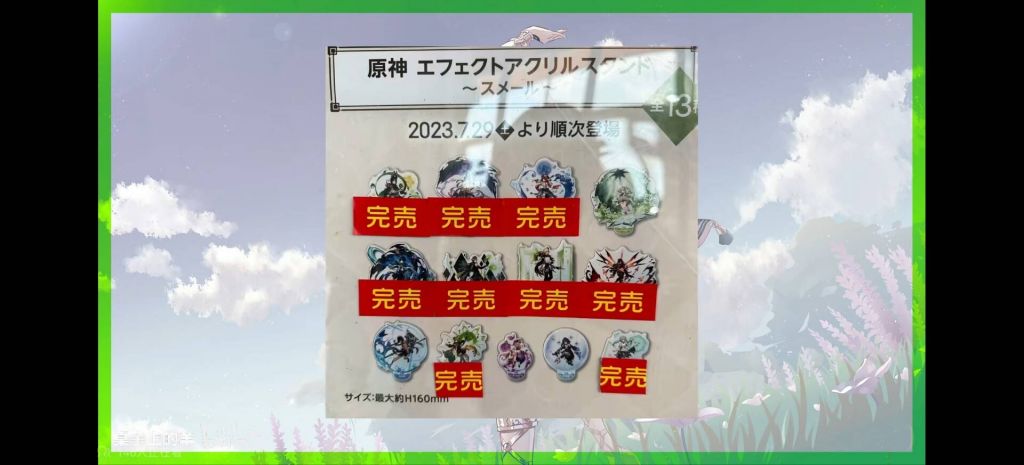 原神 エフェクトアクリルスタンド
～スメール～
全13種
2023.7.29土より順次登場
完売 完売 完売
完売 完売 完売 完売
完売 完売
サイズ:最大約H160mm